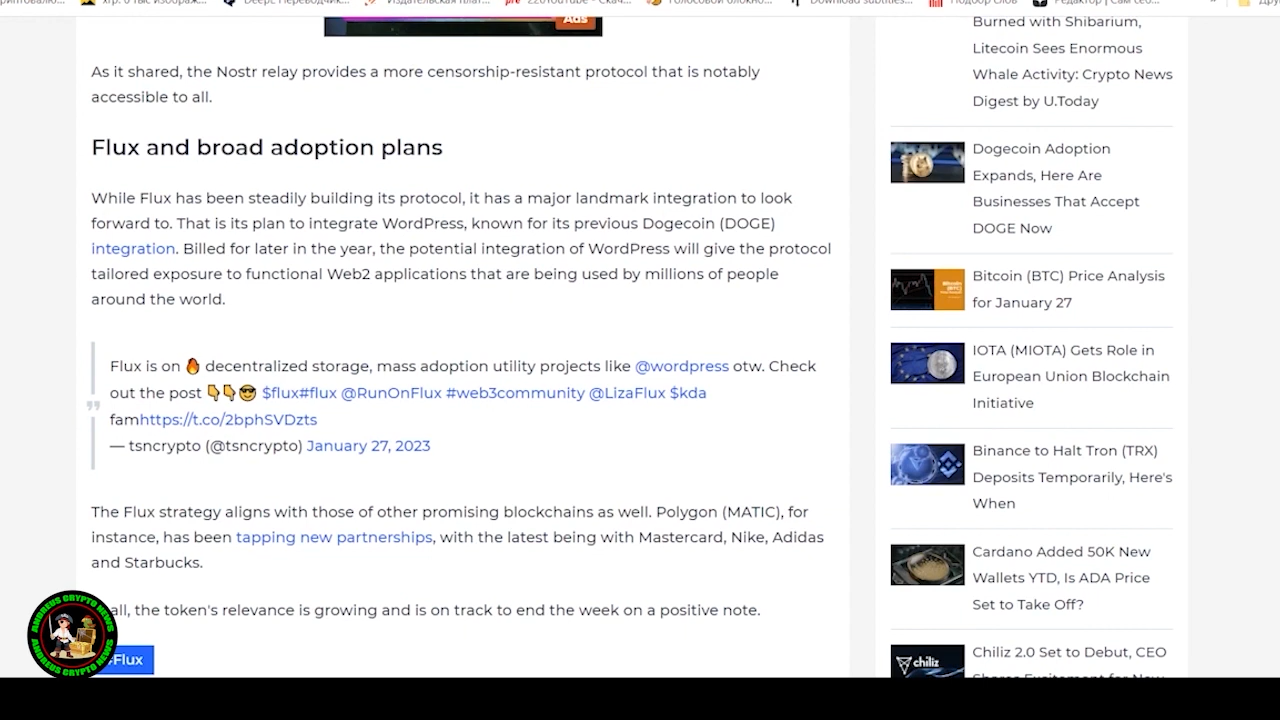 Ads
As it shared, the Nostr relay provides a more censorship-resistant protocol that is notably
accessible to all.
Flux and broad adoption plans
While Flux has been steadily building its protocol, it has a major landmark integration to look
forward to. That is its plan to integrate WordPress, known for its previous Dogecoin (DOGE)
integration. Billed for later in the year, the potential integration of WordPress will give the protocol
tailored exposure to functional Web2 applications that are being used by millions of people
around the world.
Flux is on 🔥 decentralized storage, mass adoption utility projects like @wordpress otw. Check
out the post 👇👇😎 $flux#flux @RunOnFlux #web3community @LizaFlux $kda
famhttps://t.co/2bphSVDzts
— tsncrypto (@tsncrypto) January 27, 2023
The Flux strategy aligns with those of other promising blockchains as well. Polygon (MATIC), for
instance, has been tapping new partnerships, with the latest being with Mastercard, Nike, Adidas
and Starbucks.
all, the token's relevance is growing and is on track to end the week on a positive note.
#Flux
ANDREUS CRYPTO NEWS
ANDREUS CRYPTO NEWS
Burned with Shibarium,
Litecoin Sees Enormous
Whale Activity: Crypto News
Digest by U.Today
Dogecoin Adoption
Expands, Here Are
Businesses That Accept
DOGE Now
Bitcoin (BTC) Price Analysis
for January 27
IOTA (MIOTA) Gets Role in
European Union Blockchain
Initiative
Binance to Halt Tron (TRX)
Deposits Temporarily, Here's
When
Cardano Added 50K New
Wallets YTD, Is ADA Price
Set to Take Off?
chiliz
Chiliz 2.0 Set to Debut, CEO